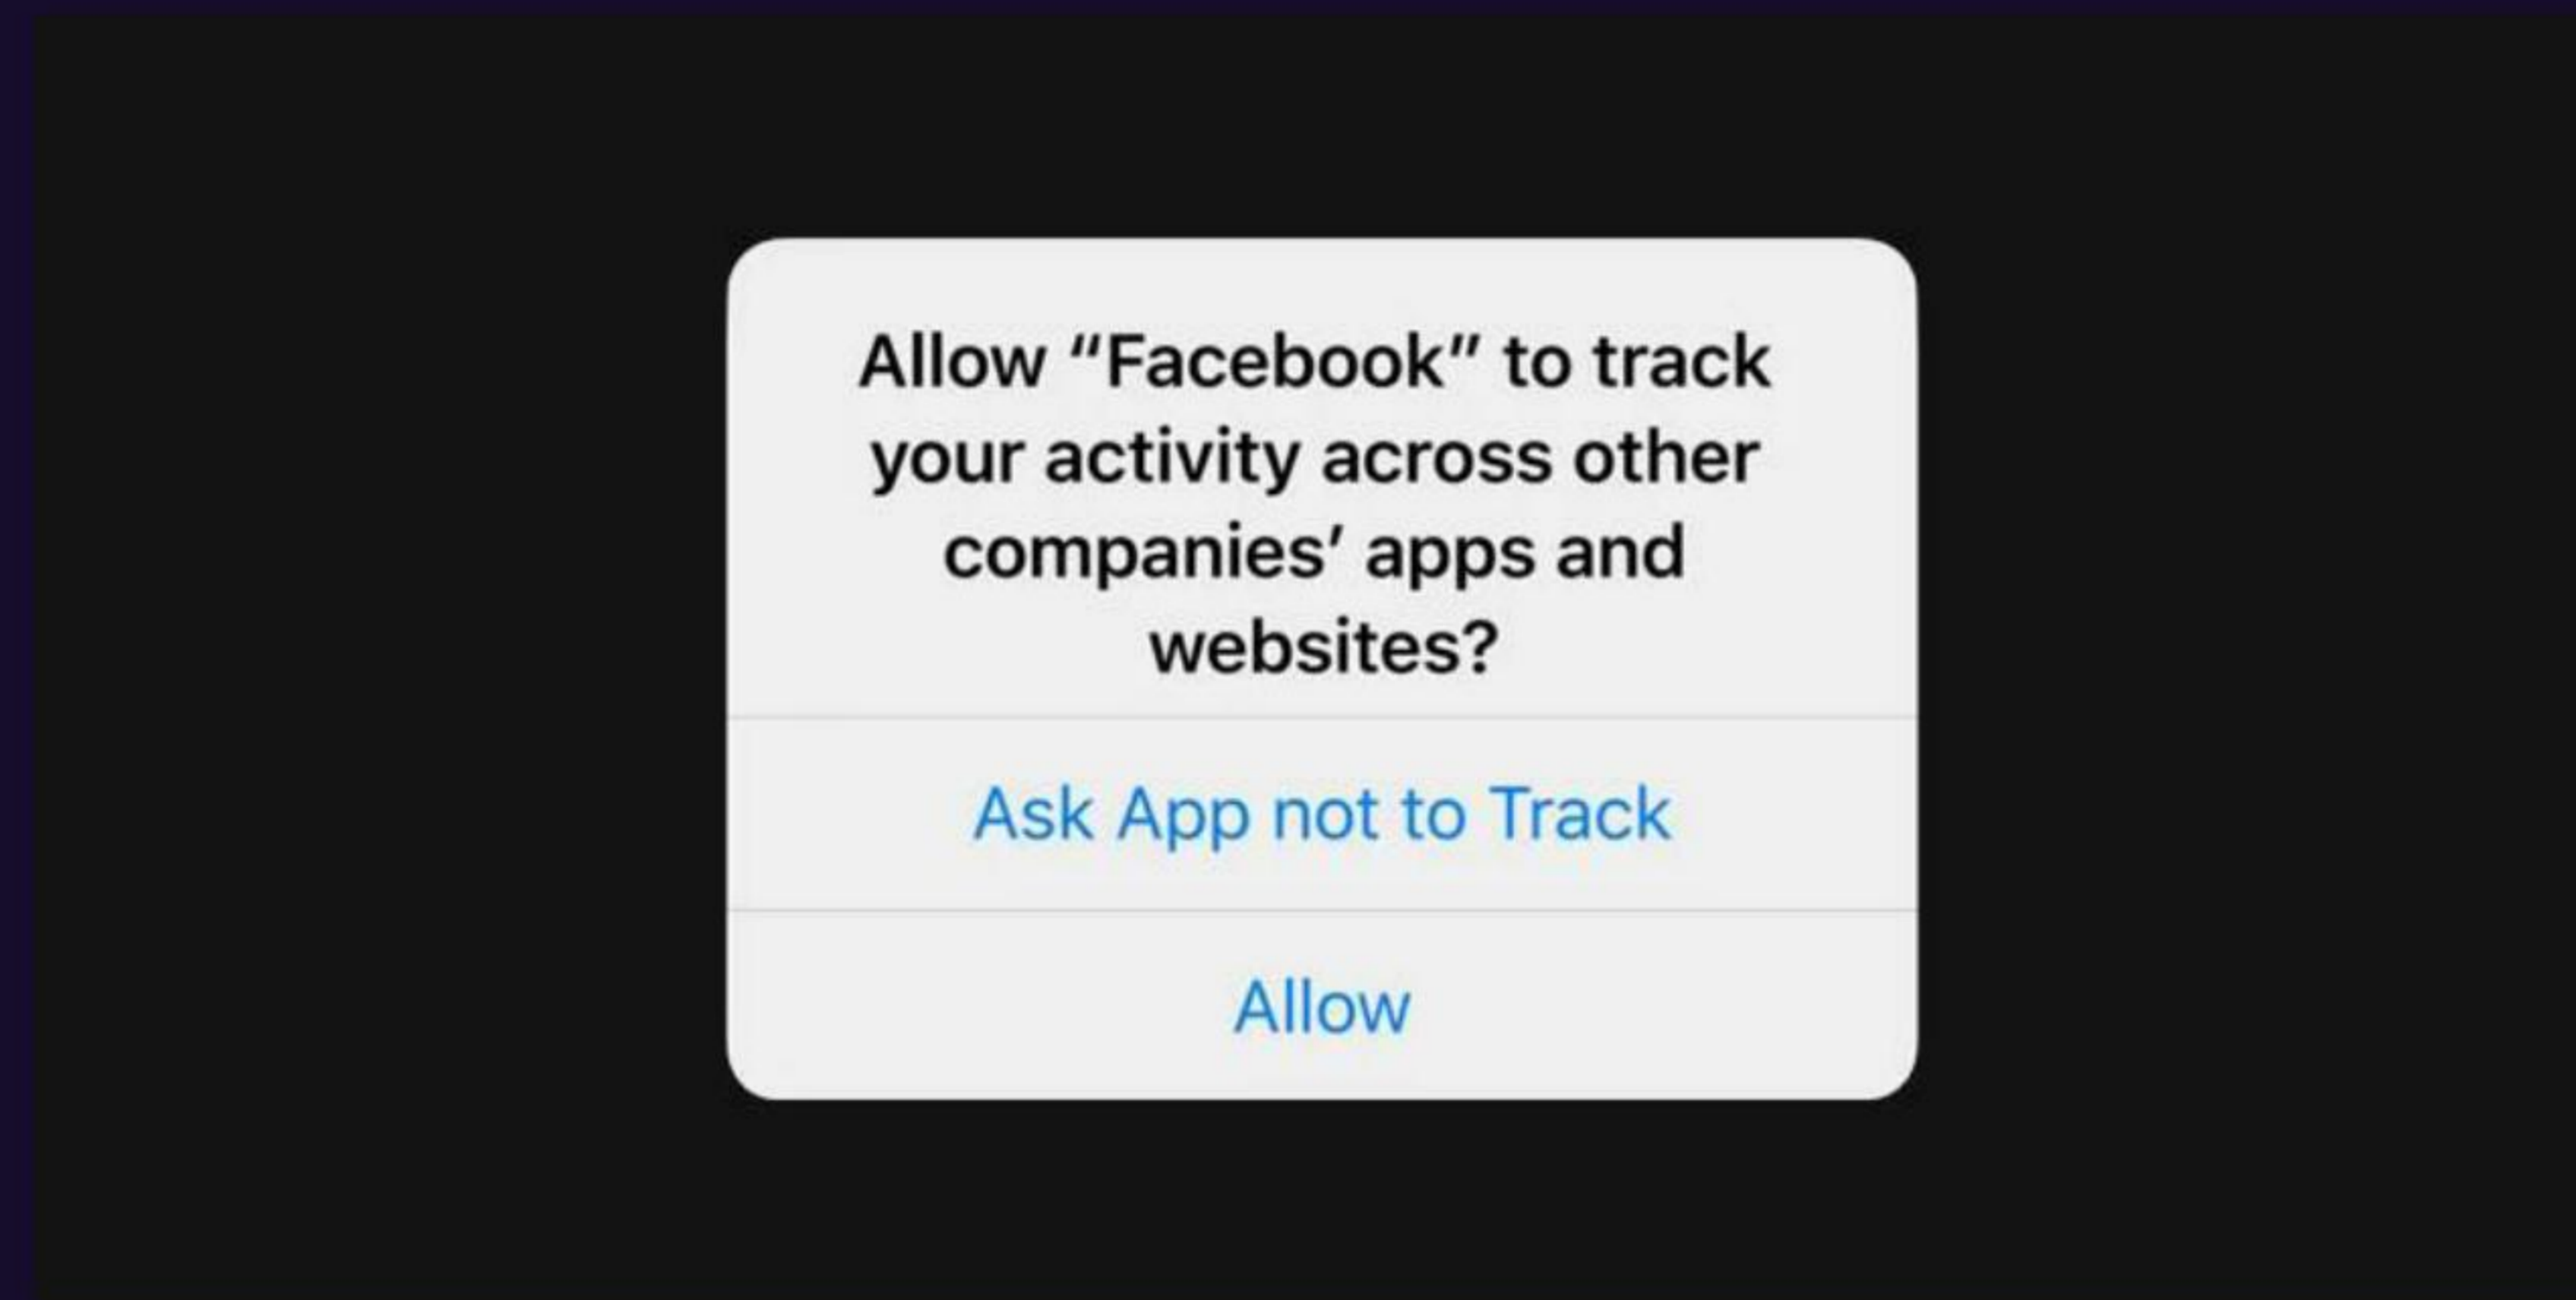 Allow “Facebook” to track
your activity across other
companies’ apps and
websites?
Ask App not to Track
Allow